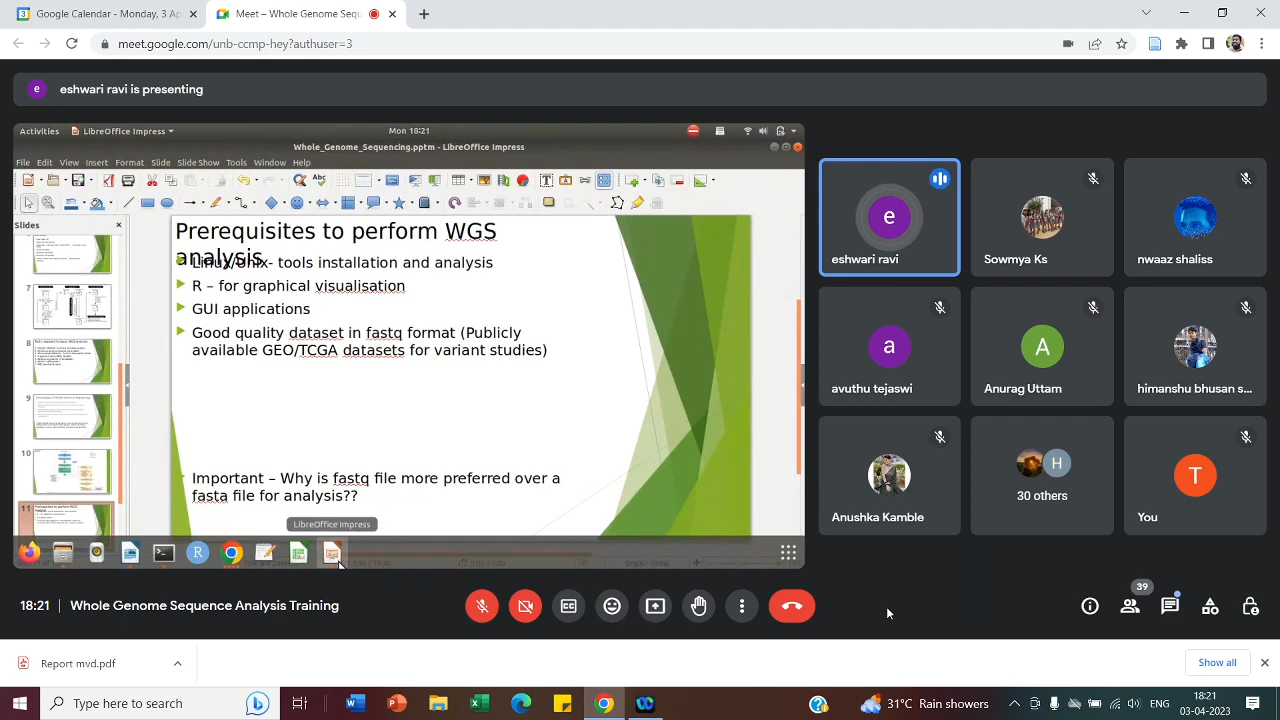 Google Calendar - Monday, 3 Ap
Meet – Whole Genome Sequ
meet.google.com/unb-ccmp-hey?authuser=3
e
eshwari ravi is presenting
Activities
LibreOffice Impress
Mon 18:21
Whole_Genome_Sequencing.pptm - LibreOffice Impress
File Edit View Insert Format Slide Slide Show Tools Window Help
Slides
7
8
9
10
11
Prerequisites to perform WGS
analysis
Linux/Unix- tools installation and analysis
R – for graphical visualisation
GUI applications
Good quality dataset in fastq format (Publicly
available GEO/TCGA datasets for variant studies)
Important – Why is fastq file more preferred over a
fasta file for analysis??
LibreOffice Impress
e
eshwari ravi
Sowmya Ks
nwaaz shaliss
a
avuthu tejaswi
A
Anurag Uttam
himanshu bhusan s...
Anushka Kamble
H
30 others
T
You
18:21 | Whole Genome Sequence Analysis Training
39
Report mvd.pdf
Show all
Type here to search
31°C Rain showers
ENG
18:21
03-04-2023